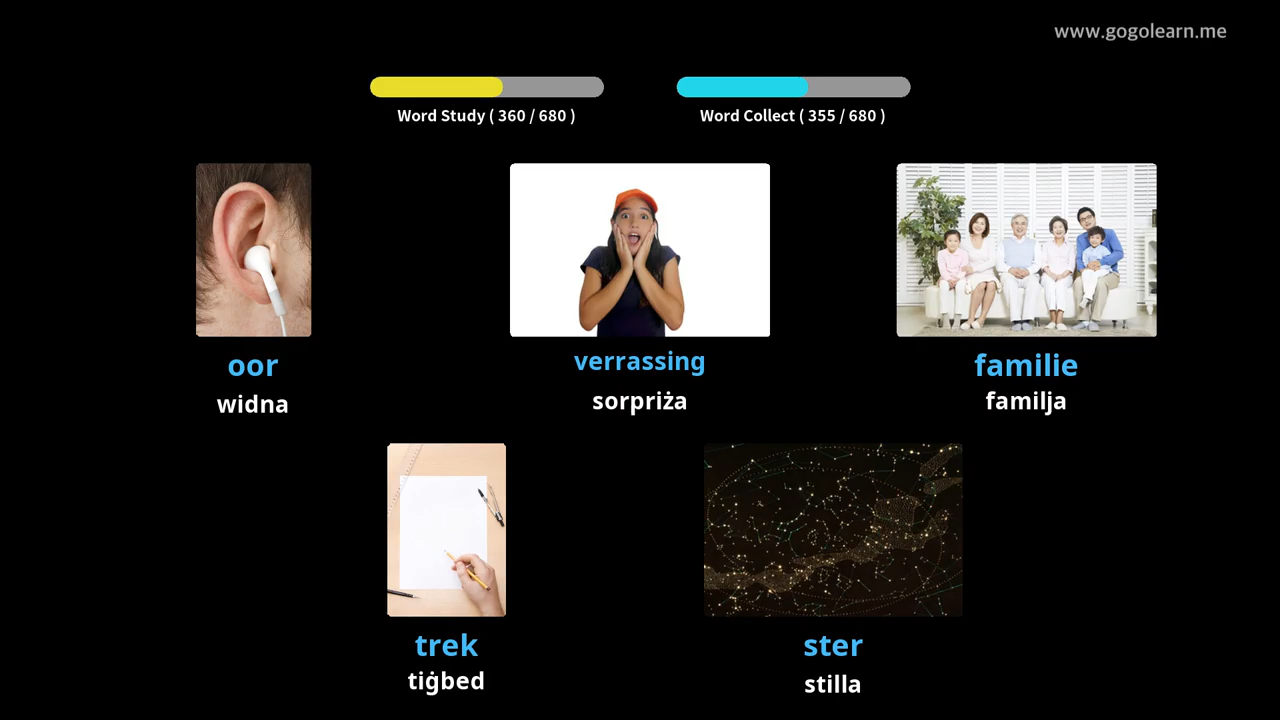 www.gogolearn.me
Word Study ( 360 / 680 )
Word Collect ( 355 / 680 )
oor
widna
verrassing
sorpriża
familie
familja
trek
tiġbed
ster
stilla